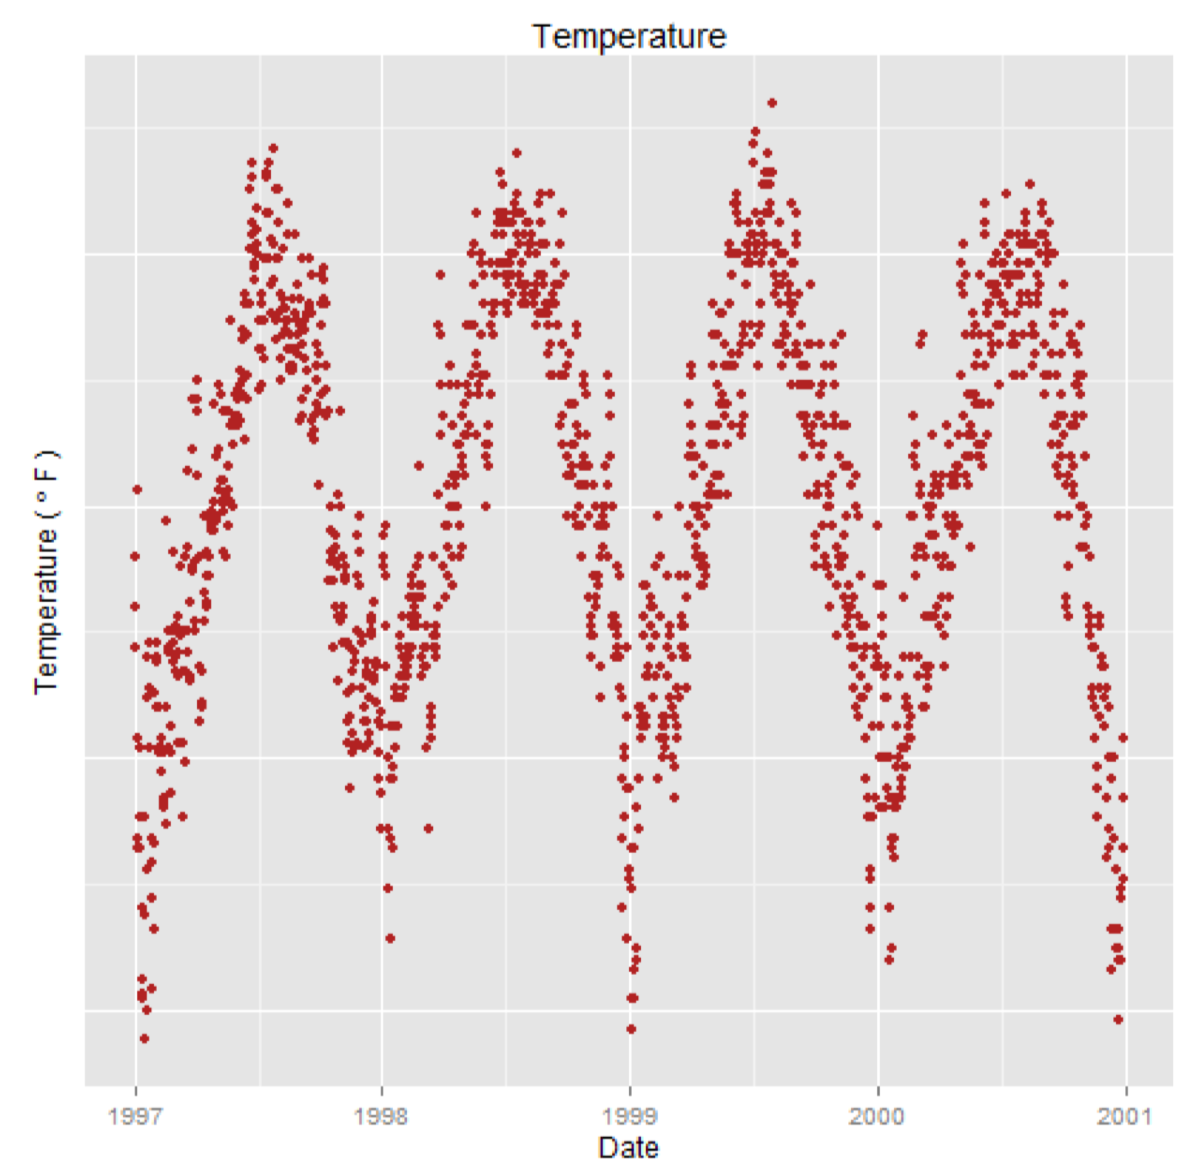 Temperature
Temperature ( ° F )
1997 1998 1999 2000 2001
Date